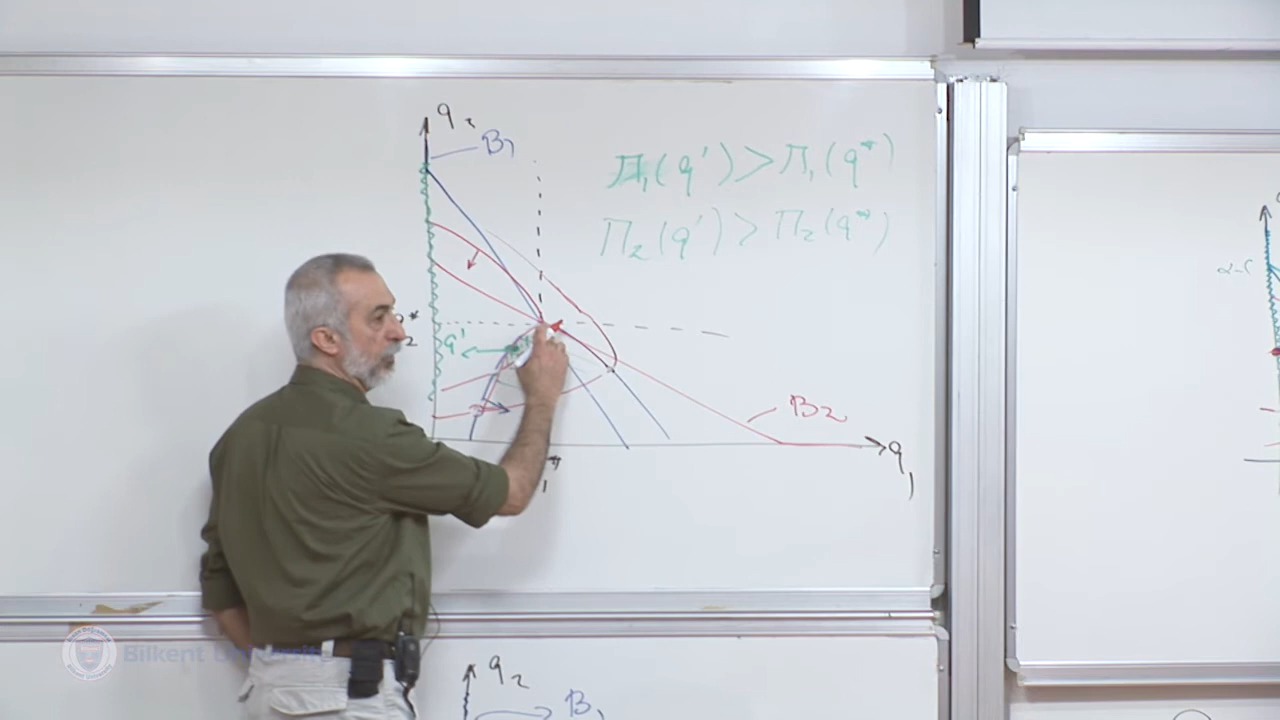 q₂
B₁
Π₁(q') > Π₁(q*)
Π₂(q') > Π₂(q*)
q'
B₂
q₁
α-c
Bilkent University
q₂
B₁